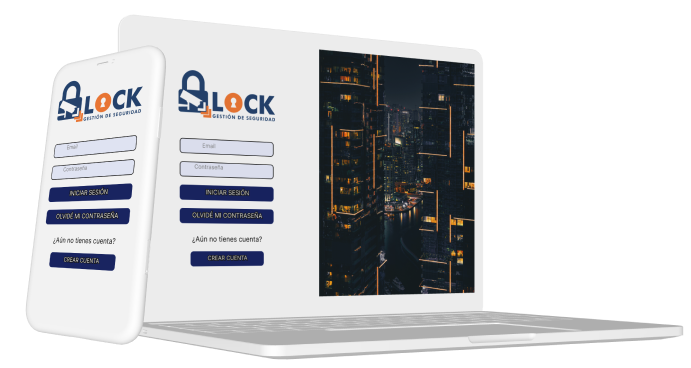 LOCK
GESTIÓN DE SEGURIDAD
Email
Contraseña
INICIAR SESIÓN
OLVIDÉ MI CONTRASEÑA
¿Aún no tienes cuenta?
CREAR CUENTA
LOCK
GESTIÓN DE SEGURIDAD
Email
Contraseña
INICIAR SESIÓN
OLVIDÉ MI CONTRASEÑA
¿Aún no tienes cuenta?
CREAR CUENTA